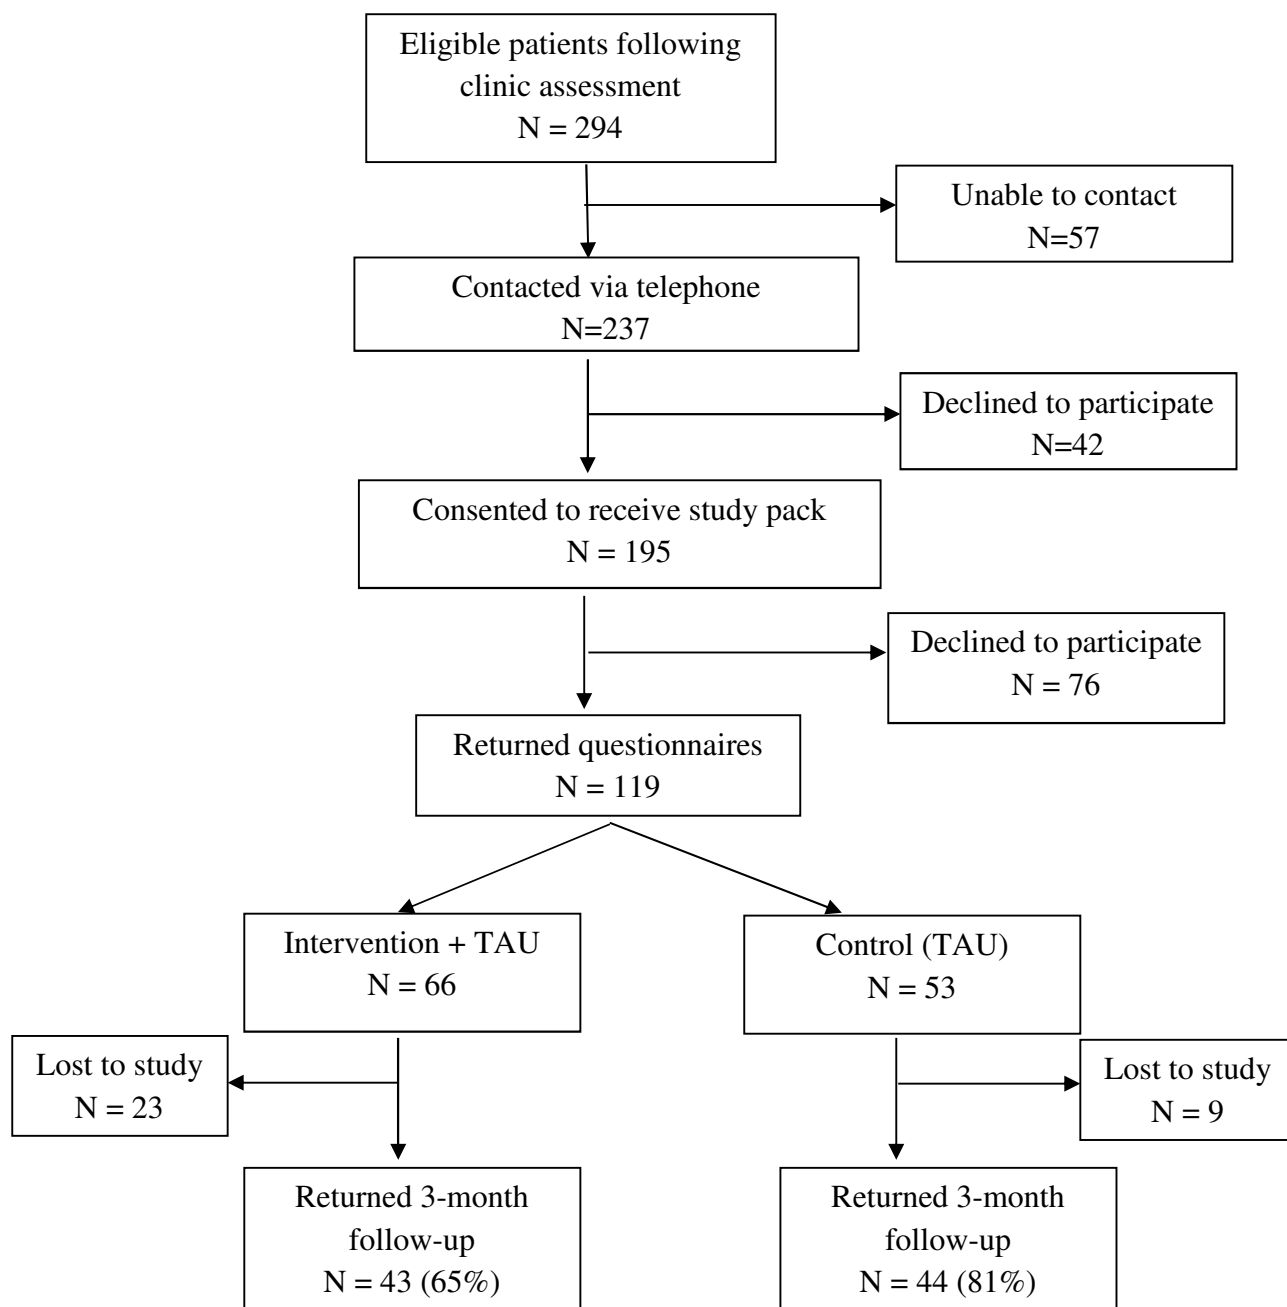 Eligible patients following
clinic assessment
N = 294
Unable to contact
N=57
Contacted via telephone
N=237
Declined to participate
N=42
Consented to receive study pack
N = 195
Declined to participate
N = 76
Returned questionnaires
N = 119
Intervention + TAU
N = 66
Control (TAU)
N = 53
Lost to study
N = 23
Lost to study
N = 9
Returned 3-month
follow-up
N = 43 (65%)
Returned 3-month
follow-up
N = 44 (81%)